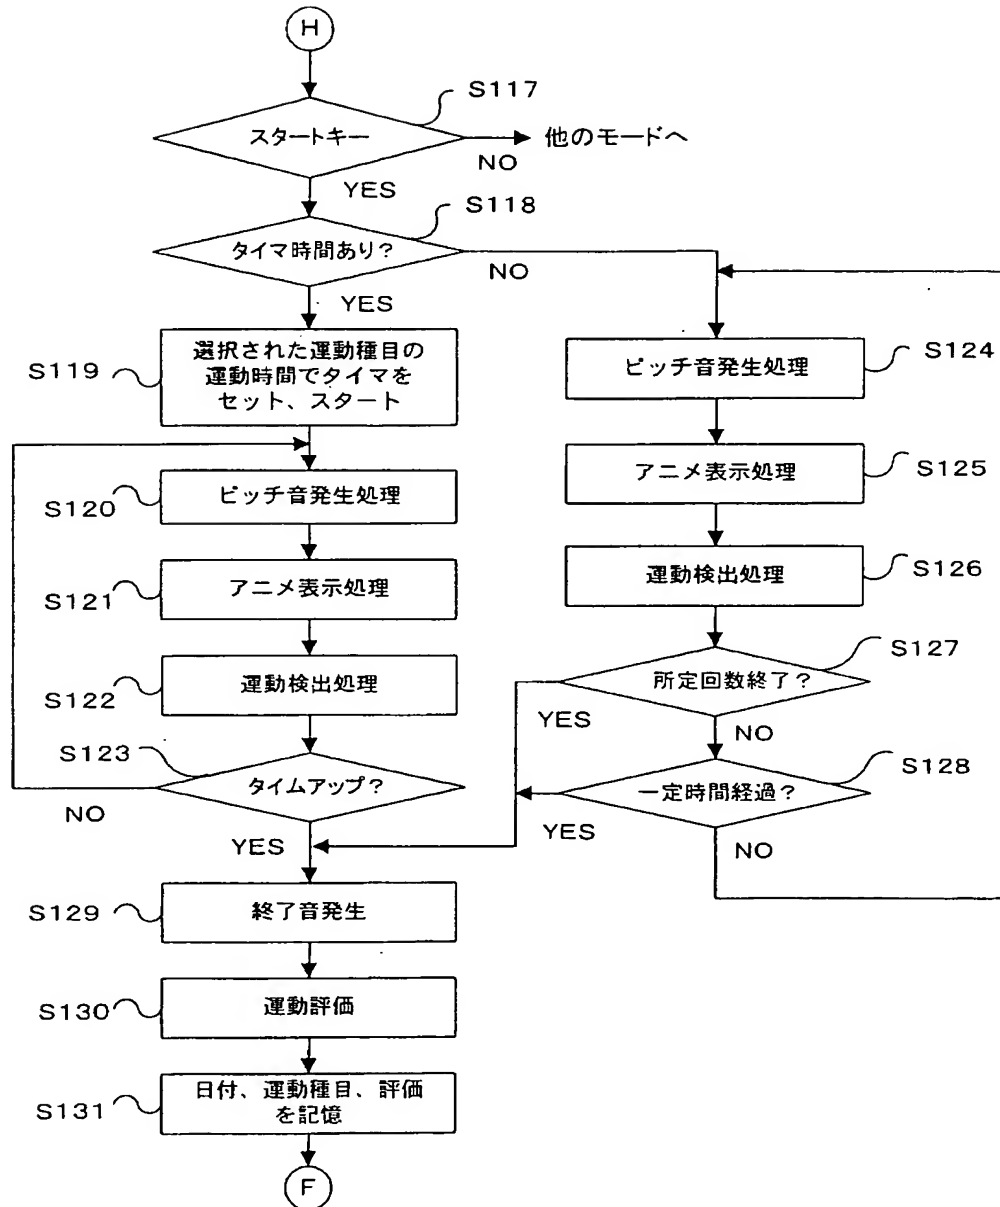 H
S117
スタートキー
他のモードへ
NO
YES
S118
タイマ時間あり?
NO
YES
S119
選択された運動種目の
運動時間でタイマを
セット、スタート
S120
ピッチ音発生処理
S121
アニメ表示処理
S122
運動検出処理
S123
タイムアップ?
NO
YES
S124
ピッチ音発生処理
S125
アニメ表示処理
S126
運動検出処理
S127
所定回数終了?
YES
NO
S128
一定時間経過?
YES
NO
S129
終了音発生
S130
運動評価
S131
日付、運動種目、評価
を記憶
F